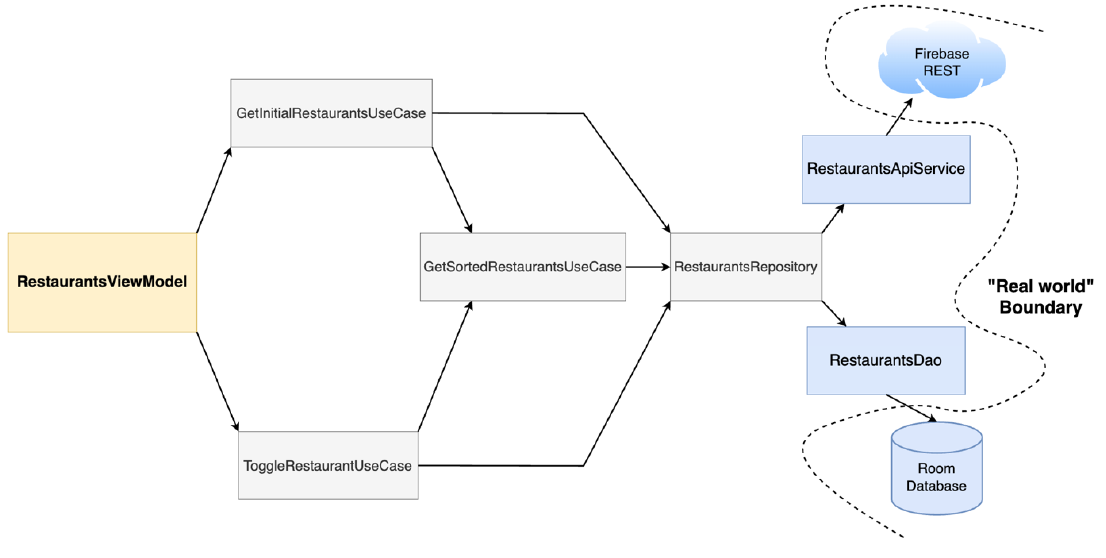 Firebase
REST
GetInitialRestaurantsUseCase
RestaurantsApiService
RestaurantsViewModel
GetSortedRestaurantsUseCase
RestaurantsRepository
"Real world"
Boundary
RestaurantsDao
ToggleRestaurantUseCase
Room
Database